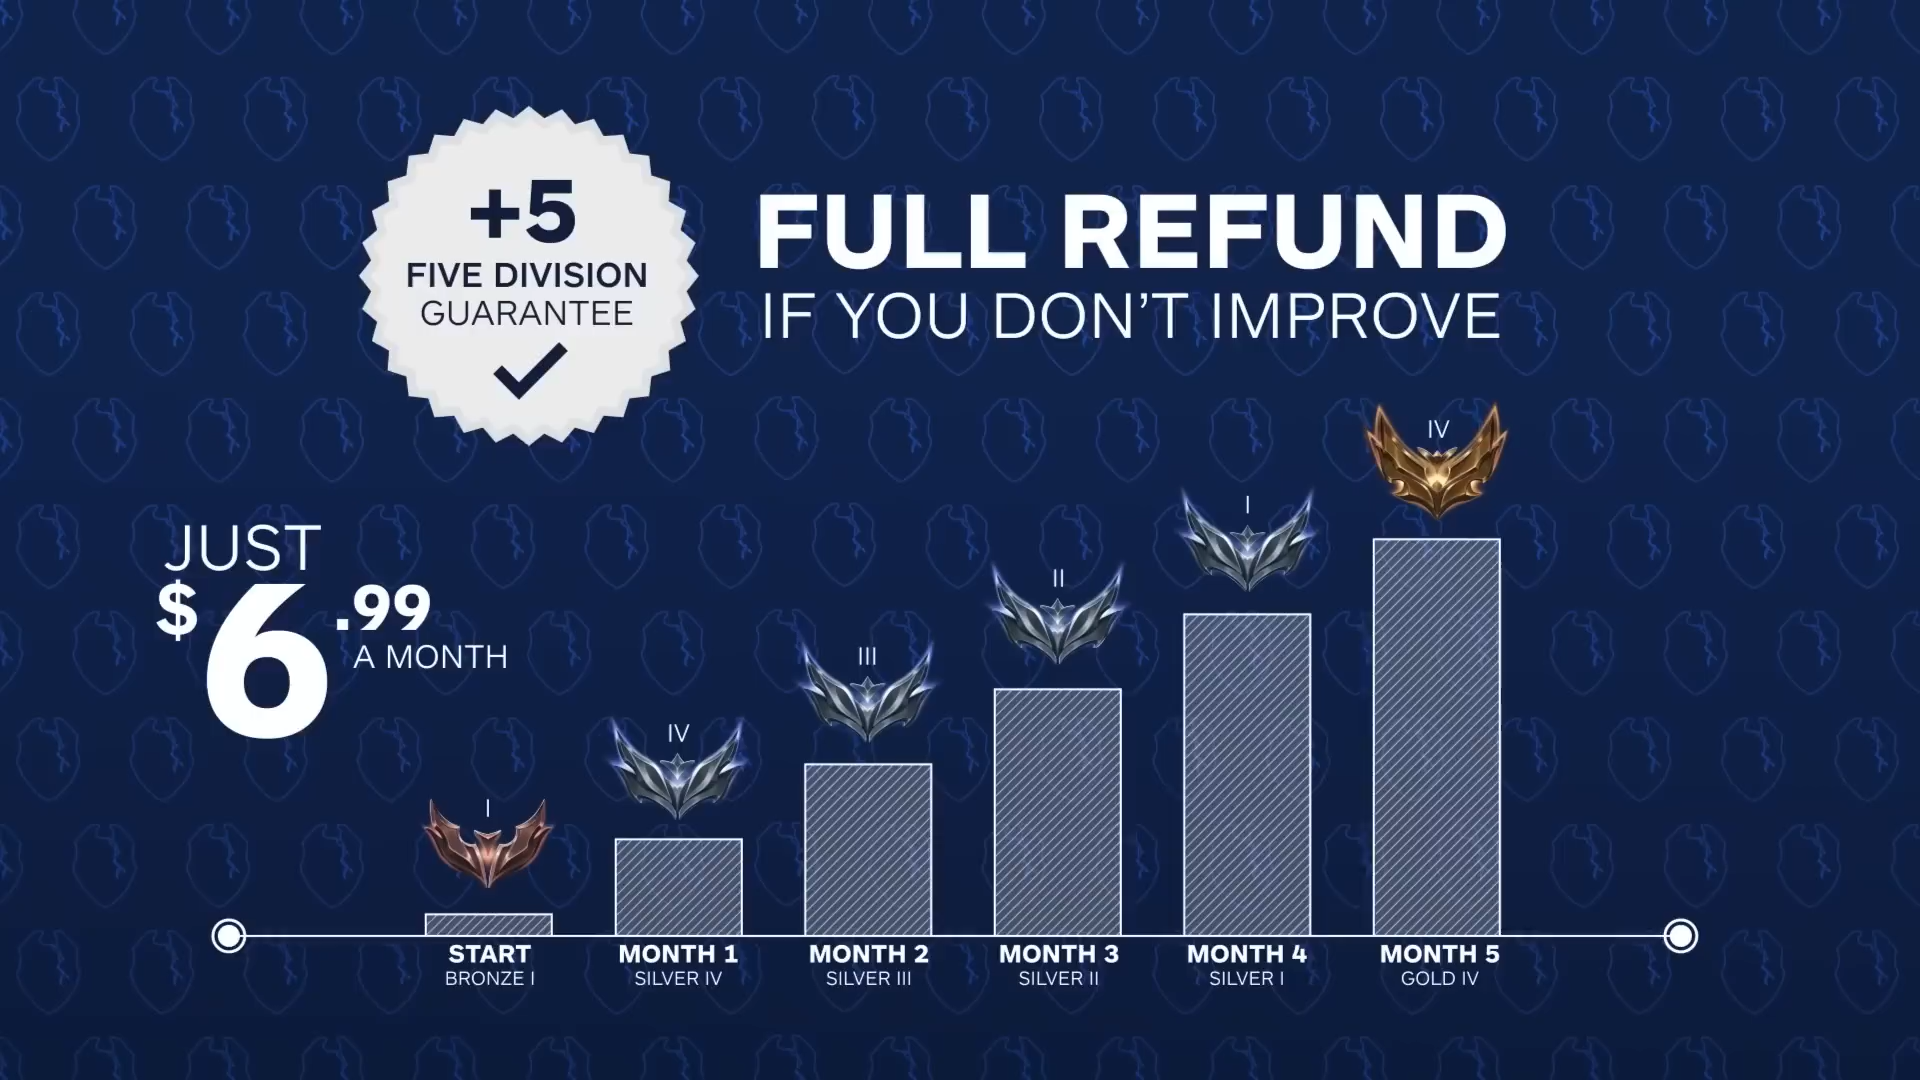 +5
FIVE DIVISION
GUARANTEE
FULL REFUND
IF YOU DON'T IMPROVE
JUST
$6.99
A MONTH
I
IV
III
II
I
IV
START
BRONZE I
MONTH 1
SILVER IV
MONTH 2
SILVER III
MONTH 3
SILVER II
MONTH 4
SILVER I
MONTH 5
GOLD IV